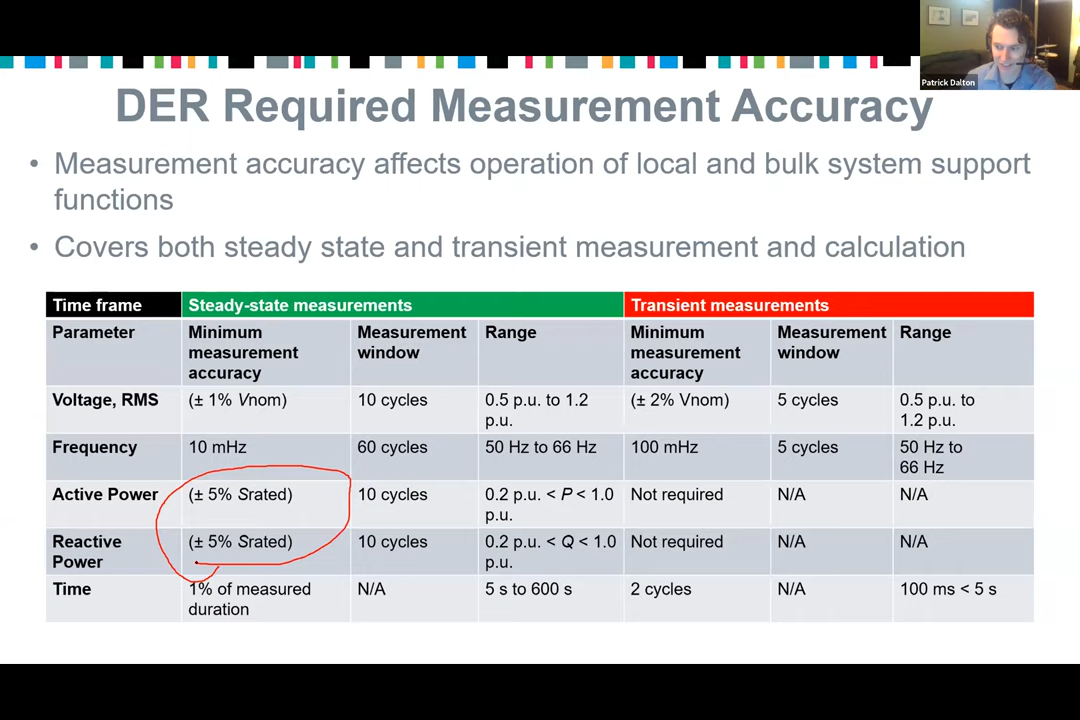 Patrick Dalton
DER Required Measurement Accuracy
• Measurement accuracy affects operation of local and bulk system support
functions
• Covers both steady state and transient measurement and calculation
Time frame Steady-state measurements Transient measurements
Parameter Minimum measurement accuracy Measurement window Range Minimum measurement accuracy Measurement window Range
Voltage, RMS (± 1% Vnom) 10 cycles 0.5 p.u. to 1.2 p.u. (± 2% Vnom) 5 cycles 0.5 p.u. to 1.2 p.u.
Frequency 10 mHz 60 cycles 50 Hz to 66 Hz 100 mHz 5 cycles 50 Hz to 66 Hz
Active Power (± 5% Srated) 10 cycles 0.2 p.u. < P < 1.0 p.u. Not required N/A N/A
Reactive Power (± 5% Srated) 10 cycles 0.2 p.u. < Q < 1.0 p.u. Not required N/A N/A
Time 1% of measured duration N/A 5 s to 600 s 2 cycles N/A 100 ms < 5 s